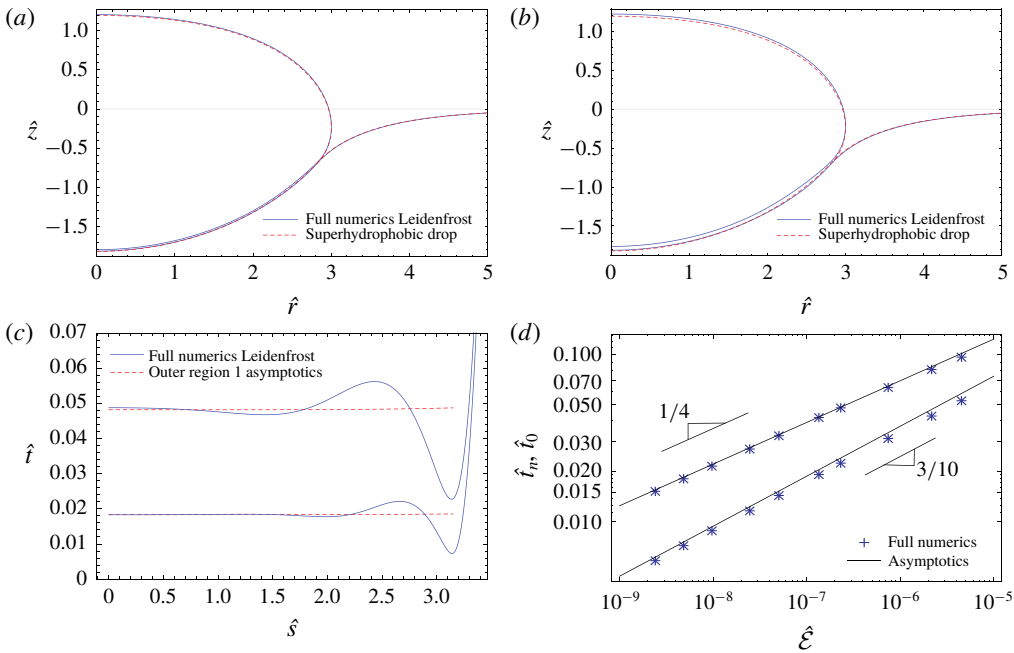 (a)
1.0
0.5
0
−0.5
−1.0
−1.5
ẑ
Full numerics Leidenfrost
Superhydrophobic drop
0 1 2 3 4 5
r̂
(b)
1.0
0.5
0
−0.5
−1.0
−1.5
ẑ
Full numerics Leidenfrost
Superhydrophobic drop
0 1 2 3 4 5
r̂
(c)
0.07
0.06
0.05
0.04
0.03
0.02
0.01
0
t̂
Full numerics Leidenfrost
Outer region 1 asymptotics
0 0.5 1.0 1.5 2.0 2.5 3.0
ŝ
(d)
0.100
0.070
0.050
0.030
0.020
0.015
0.010
t̂n, t̂0
1/4
3/10
Full numerics
Asymptotics
10−9 10−8 10−7 10−6 10−5
ℰ̂